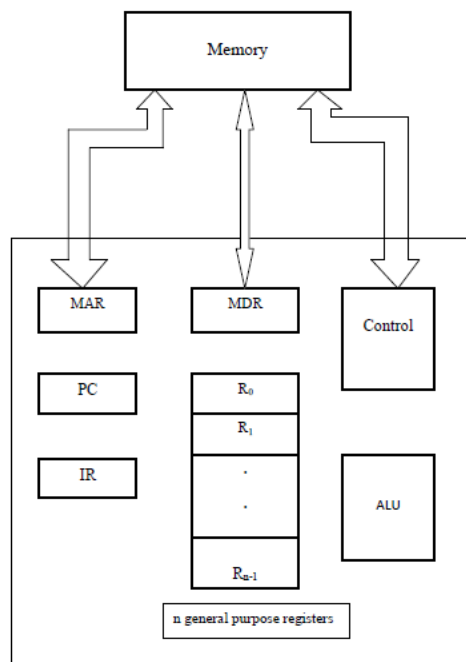 Memory
MAR
MDR
Control
PC
R₀
R₁
IR
.
.
ALU
Rₙ₋₁
n general purpose registers